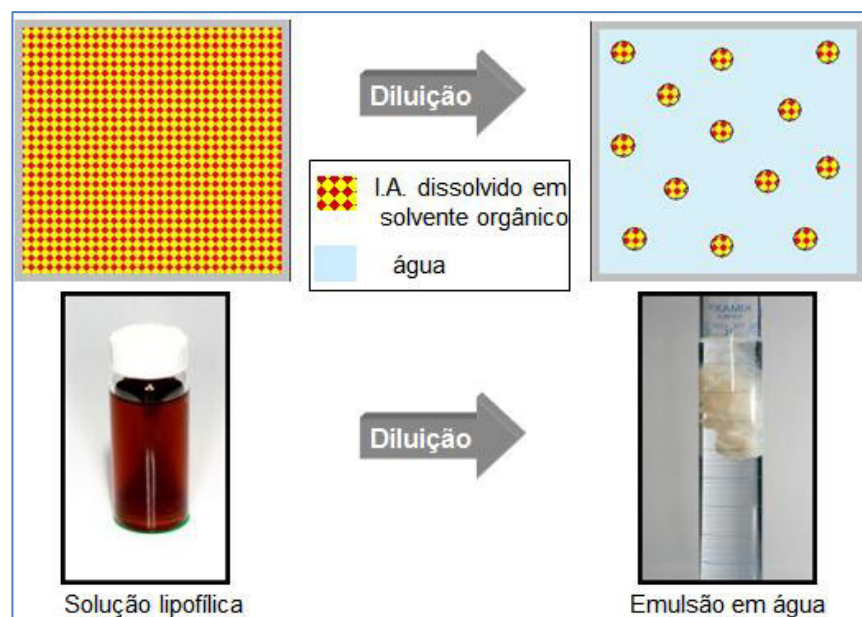 Diluição
I.A. dissolvido em
solvente orgânico
água
Diluição
Solução lipofílica
Emulsão em água